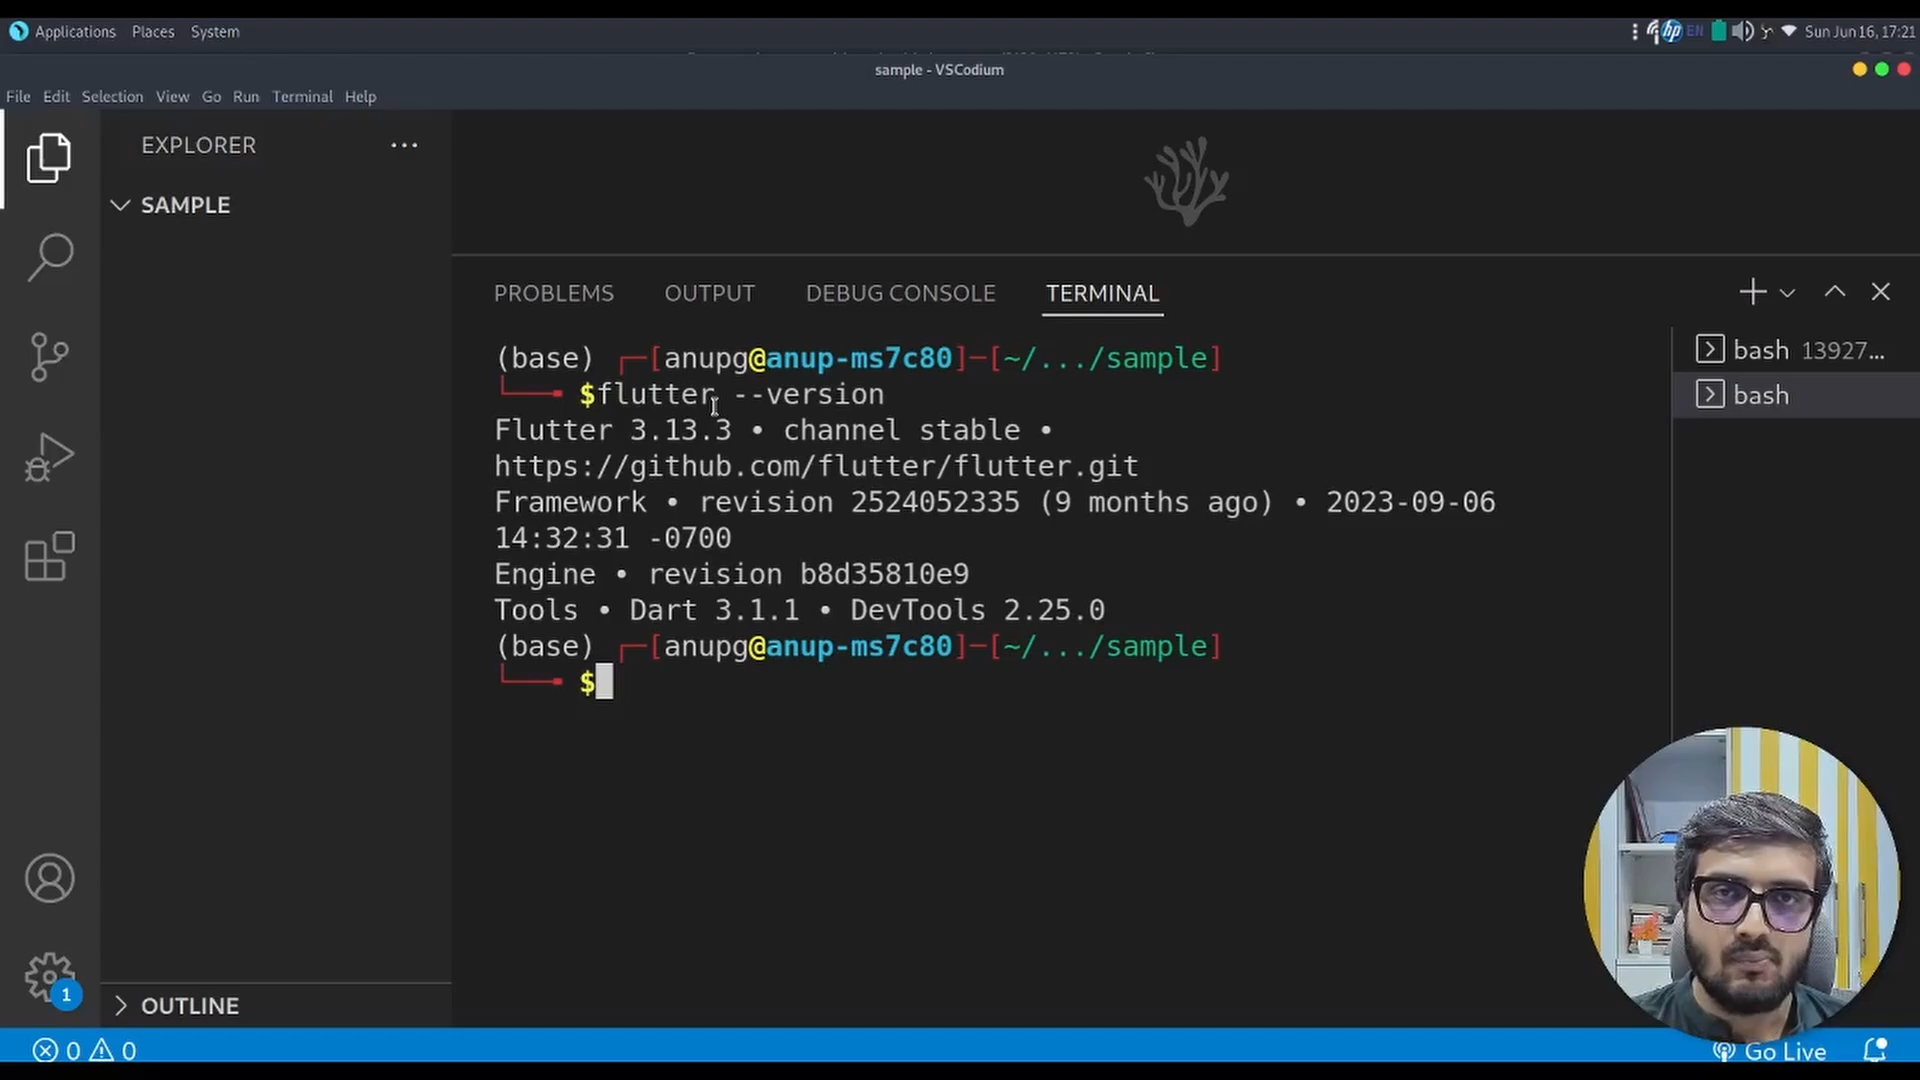 Applications Places System
EN Sun Jun 16, 17:21
sample - VSCodium
File Edit Selection View Go Run Terminal Help
EXPLORER
SAMPLE
PROBLEMS OUTPUT DEBUG CONSOLE TERMINAL
(base) ┌─[anupg@anup-ms7c80]─[~/.../sample]
└──╼ $flutter --version
Flutter 3.13.3 • channel stable •
https://github.com/flutter/flutter.git
Framework • revision 2524052335 (9 months ago) • 2023-09-06
14:32:31 -0700
Engine • revision b8d35810e9
Tools • Dart 3.1.1 • DevTools 2.25.0
(base) ┌─[anupg@anup-ms7c80]─[~/.../sample]
└──╼ $
bash 13927...
bash
1
OUTLINE
0 0
Go Live